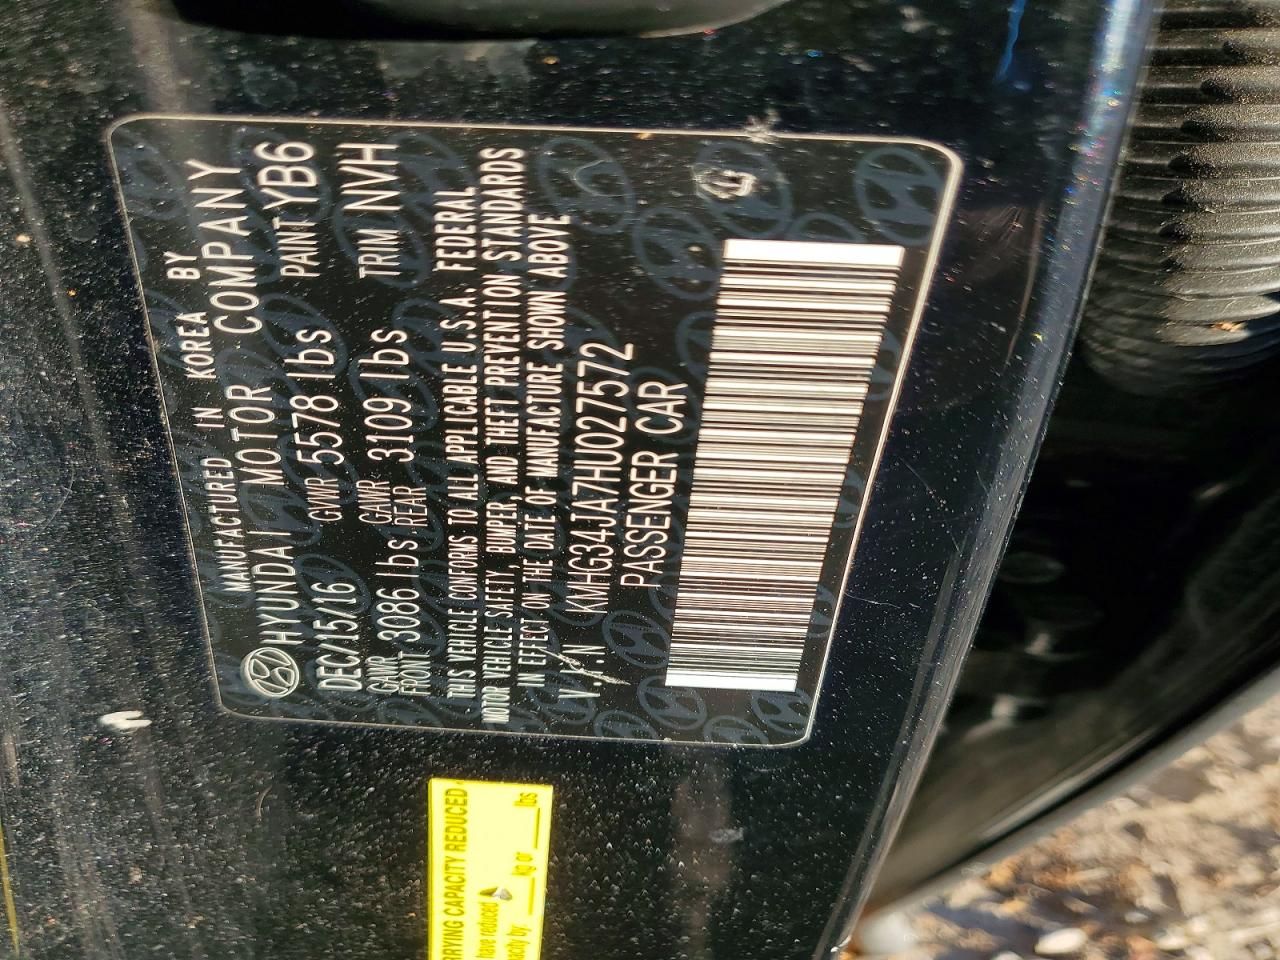 MANUFACTURED IN KOREA BY
HYUNDAI MOTOR COMPANY
DEC/15/16 GVWR 5578 lbs PAINT YB6
GAWR FRONT 3086 lbs GAWR REAR 3109 lbs TRIM NVH
THIS VEHICLE CONFORMS TO ALL APPLICABLE U.S.A. FEDERAL
MOTOR VEHICLE SAFETY, BUMPER, AND THEFT PREVENTION STANDARDS
IN EFFECT ON THE DATE OF MANUFACTURE SHOWN ABOVE
V.I.N KMHG34JA7HU027572
PASSENGER CAR
CAPACITY REDUCED
have reduced
by kg or lbs